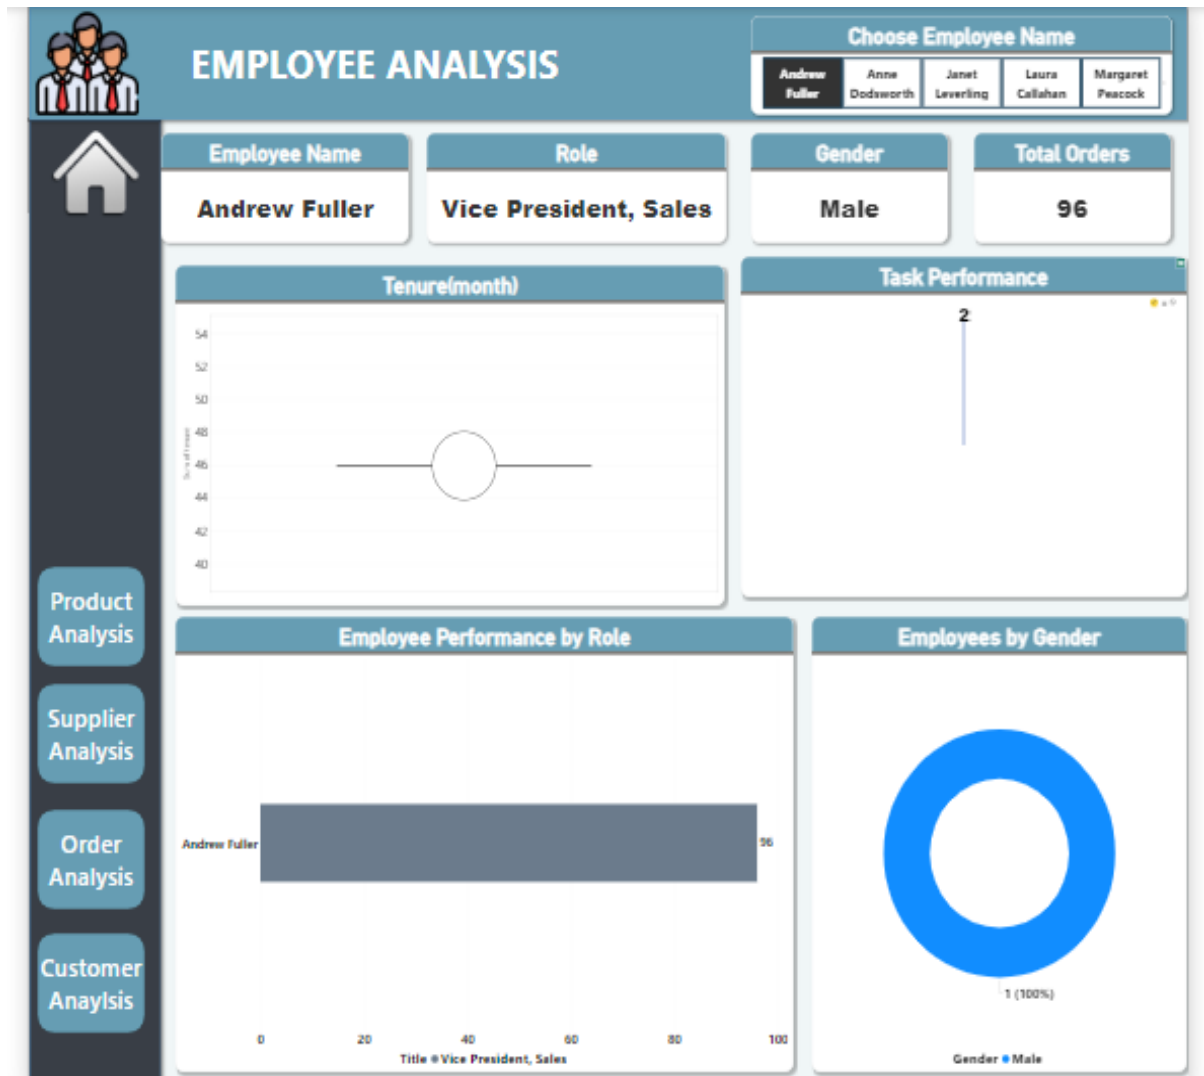 EMPLOYEE ANALYSIS
Choose Employee Name
Andrew
Fuller
Anne
Dodsworth
Janet
Leverling
Laura
Callahan
Margaret
Peacock
Employee Name
Andrew Fuller
Role
Vice President, Sales
Gender
Male
Total Orders
96
Tenure(month)
54
52
50
48
46
44
42
40
Sum of tenure
Task Performance
2
Product
Analysis
Supplier
Analysis
Order
Analysis
Customer
Anaylsis
Employee Performance by Role
Andrew Fuller
96
0 20 40 60 80 100
Title Vice President, Sales
Employees by Gender
1 (100%)
Gender Male